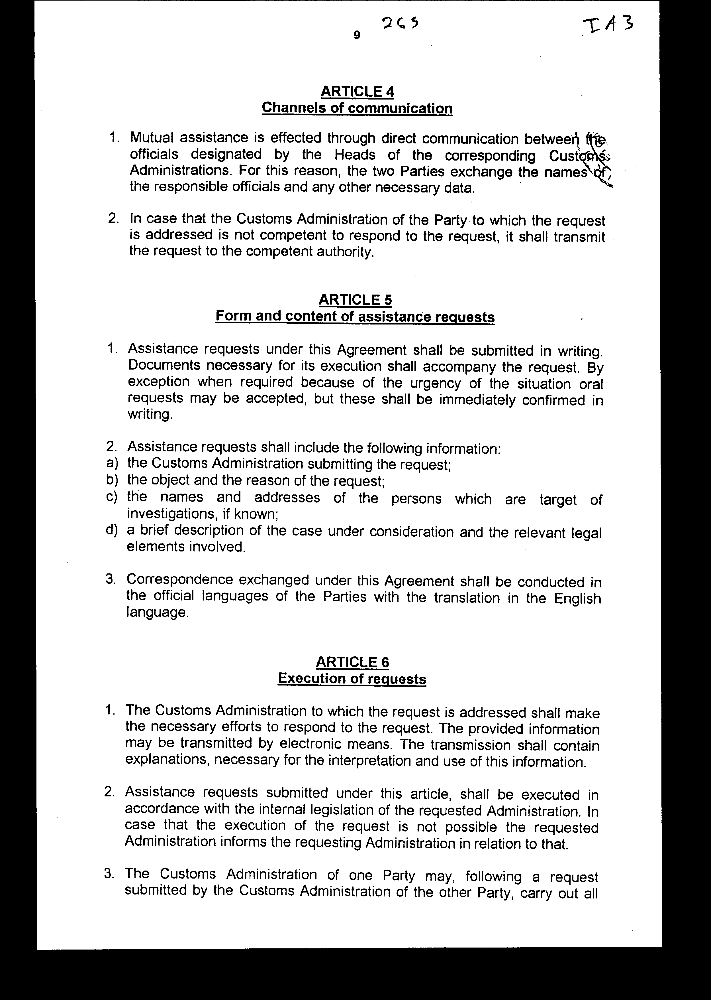 265
IA3
9
ARTICLE 4
Channels of communication
1. Mutual assistance is effected through direct communication between the
officials designated by the Heads of the corresponding Customs
Administrations. For this reason, the two Parties exchange the names of
the responsible officials and any other necessary data.
2. In case that the Customs Administration of the Party to which the request
is addressed is not competent to respond to the request, it shall transmit
the request to the competent authority.
ARTICLE 5
Form and content of assistance requests
1. Assistance requests under this Agreement shall be submitted in writing.
Documents necessary for its execution shall accompany the request. By
exception when required because of the urgency of the situation oral
requests may be accepted, but these shall be immediately confirmed in
writing.
2. Assistance requests shall include the following information:
a) the Customs Administration submitting the request;
b) the object and the reason of the request;
c) the names and addresses of the persons which are target of
investigations, if known;
d) a brief description of the case under consideration and the relevant legal
elements involved.
3. Correspondence exchanged under this Agreement shall be conducted in
the official languages of the Parties with the translation in the English
language.
ARTICLE 6
Execution of requests
1. The Customs Administration to which the request is addressed shall make
the necessary efforts to respond to the request. The provided information
may be transmitted by electronic means. The transmission shall contain
explanations, necessary for the interpretation and use of this information.
2. Assistance requests submitted under this article, shall be executed in
accordance with the internal legislation of the requested Administration. In
case that the execution of the request is not possible the requested
Administration informs the requesting Administration in relation to that.
3. The Customs Administration of one Party may, following a request
submitted by the Customs Administration of the other Party, carry out all